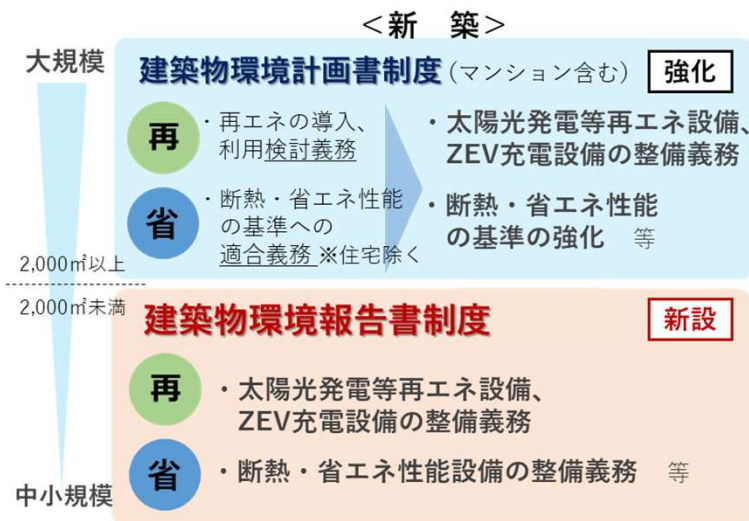 <新　築>
大規模
建築物環境計画書制度(マンション含む) 強化
再
・再エネの導入、
利用検討義務
省
・断熱・省エネ性能
の基準への
適合義務 ※住宅除く
・太陽光発電等再エネ設備、
ZEV充電設備の整備義務
・断熱・省エネ性能
の基準の強化　等
2,000㎡以上
2,000㎡未満
建築物環境報告書制度 新設
再
・太陽光発電等再エネ設備、
ZEV充電設備の整備義務
省
・断熱・省エネ性能設備の整備義務　等
中小規模